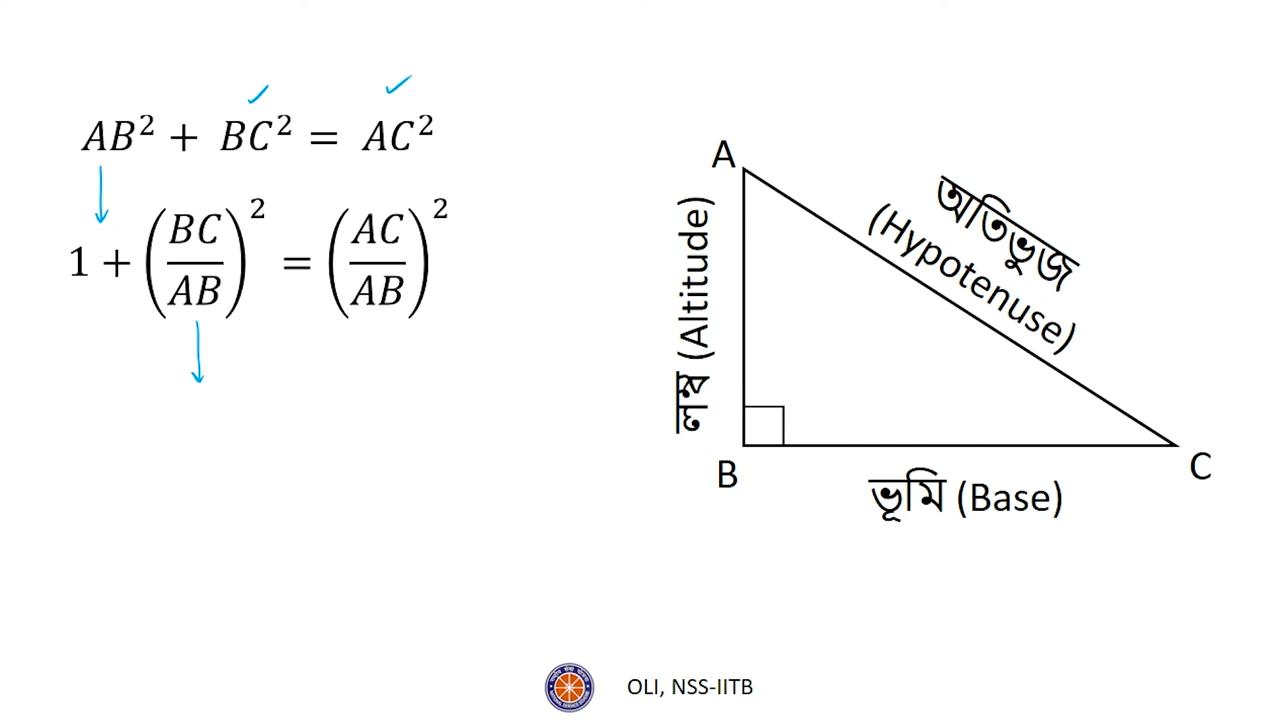 AB² + BC² = AC²
1 + (BC/AB)² = (AC/AB)²
A
অতিভুজ
(Hypotenuse)
লম্ব (Altitude)
B
C
ভূমি (Base)
OLI, NSS-IITB